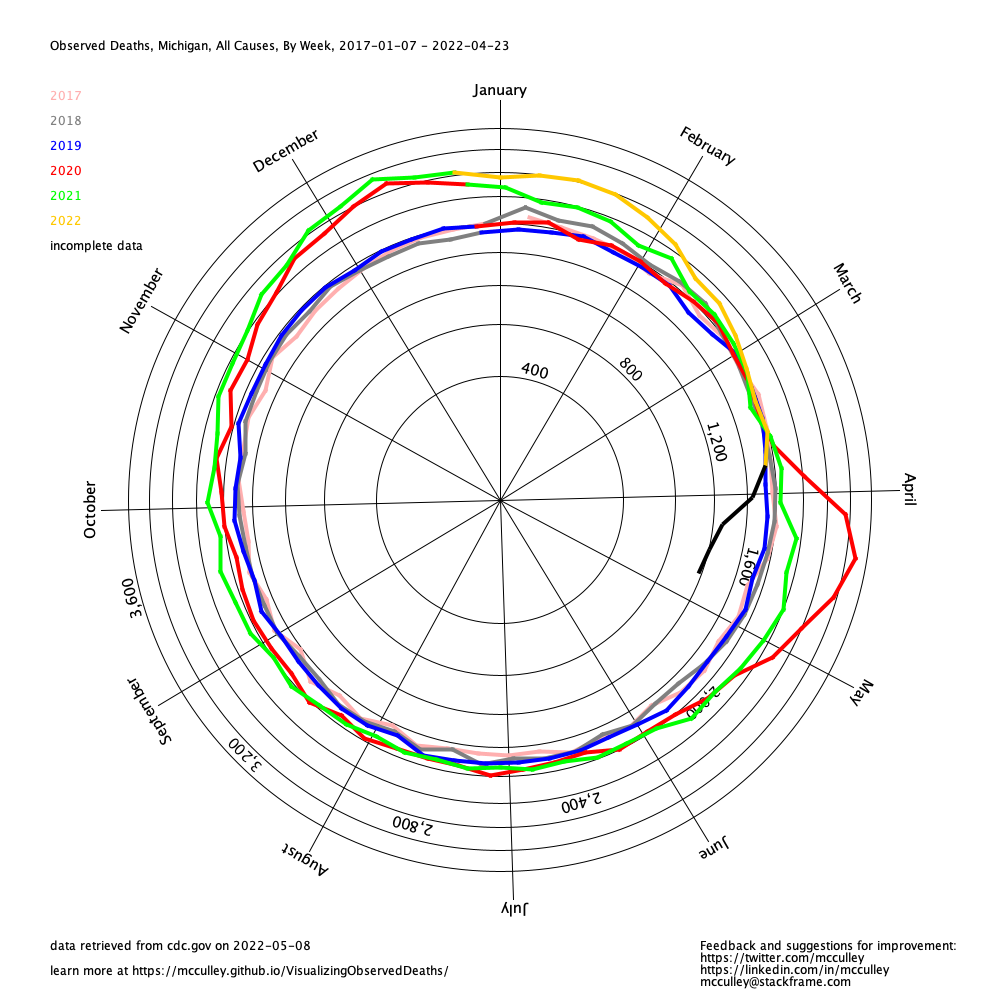 Observed Deaths, Michigan, All Causes, By Week, 2017-01-07 - 2022-04-23
2017
2018
2019
2020
2021
2022
incomplete data
January
February
March
April
May
June
July
August
September
October
November
December
400
800
1,200
1,600
2,000
2,400
2,800
3,200
3,600
data retrieved from cdc.gov on 2022-05-08
learn more at https://mcculley.github.io/VisualizingObservedDeaths/
Feedback and suggestions for improvement:
https://twitter.com/mcculley
https://linkedin.com/in/mcculley
mcculley@stackframe.com